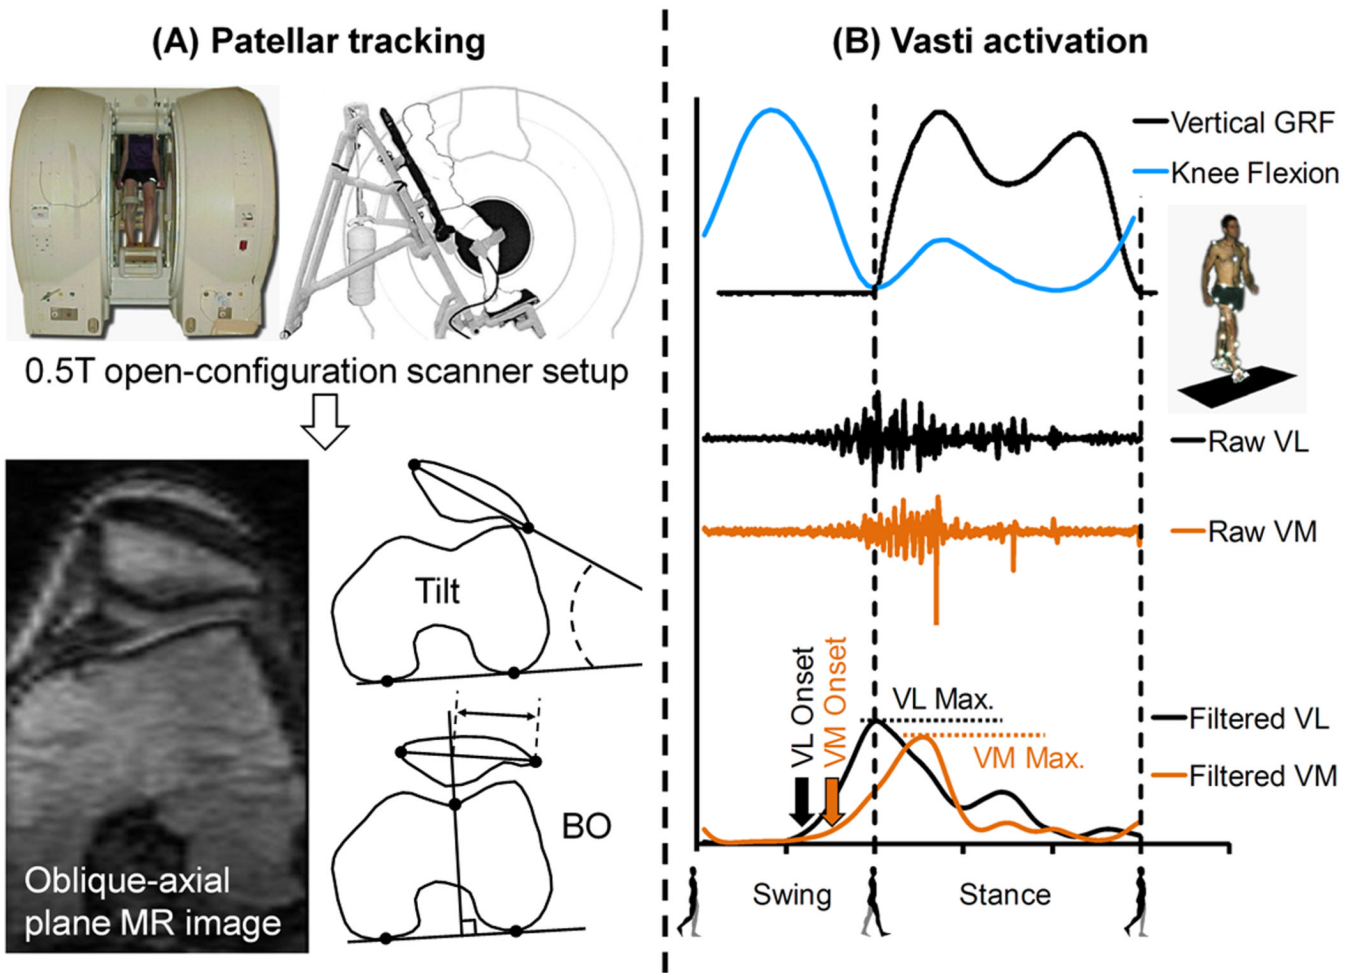 (A) Patellar tracking
0.5T open-configuration scanner setup
Tilt
BO
Oblique-axial
plane MR image
(B) Vasti activation
Vertical GRF
Knee Flexion
Raw VL
Raw VM
VL Onset
VM Onset
VL Max.
VM Max.
Filtered VL
Filtered VM
Swing
Stance